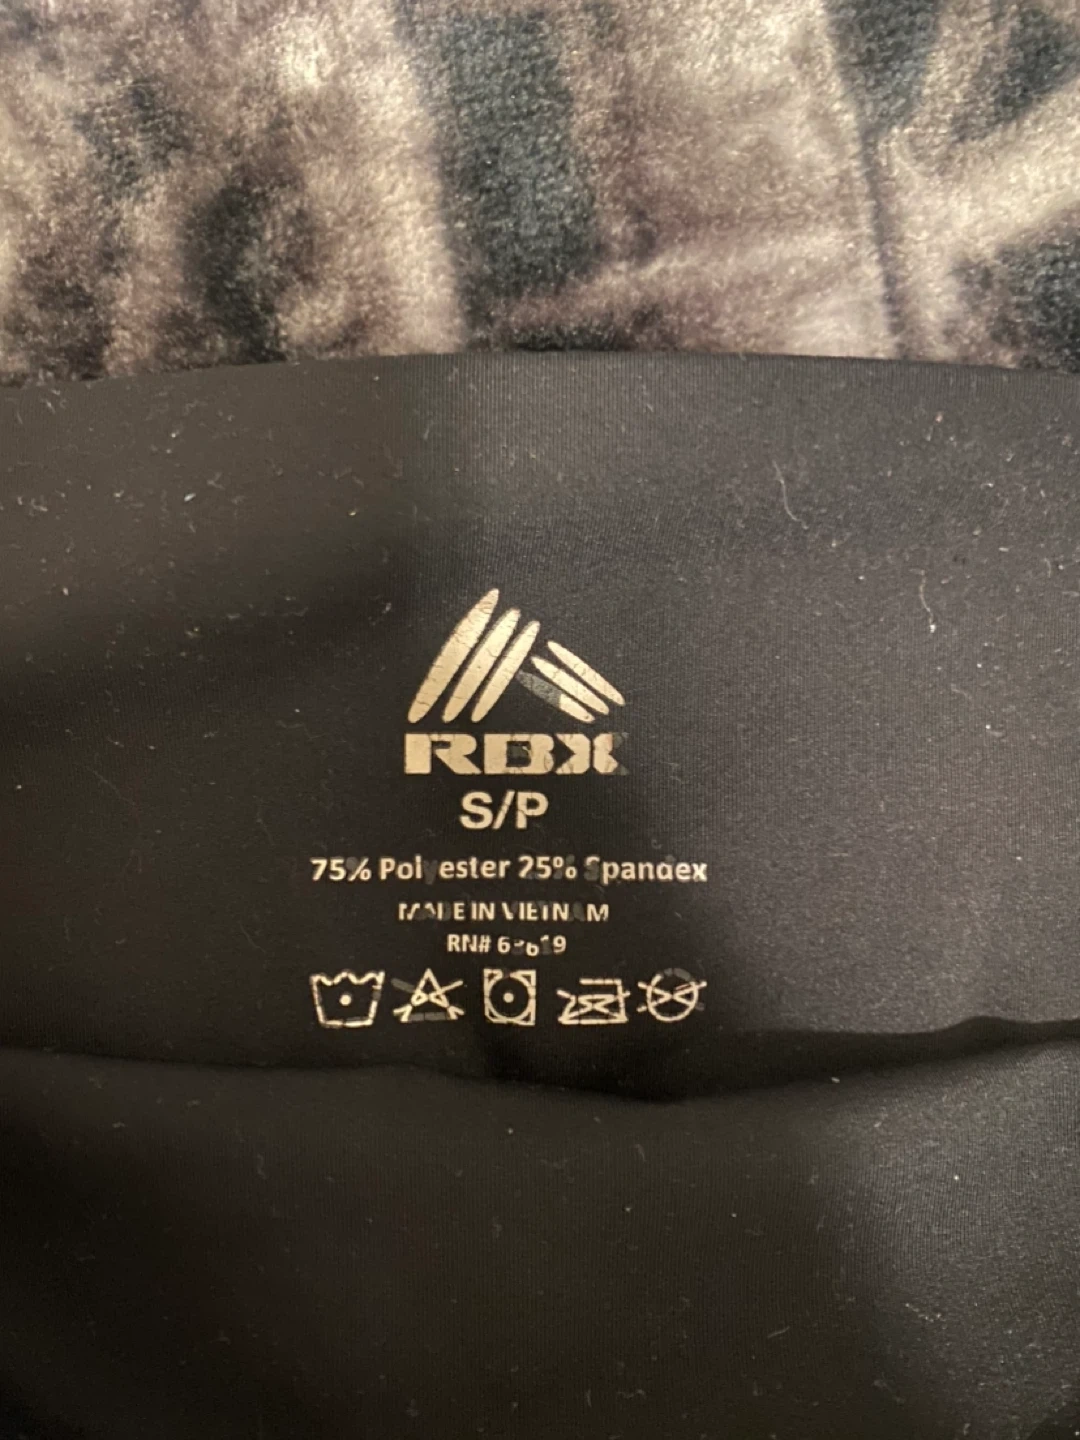 RBX
S/P
75% Polyester 25% Spandex
MADE IN VIETNAM
RN#